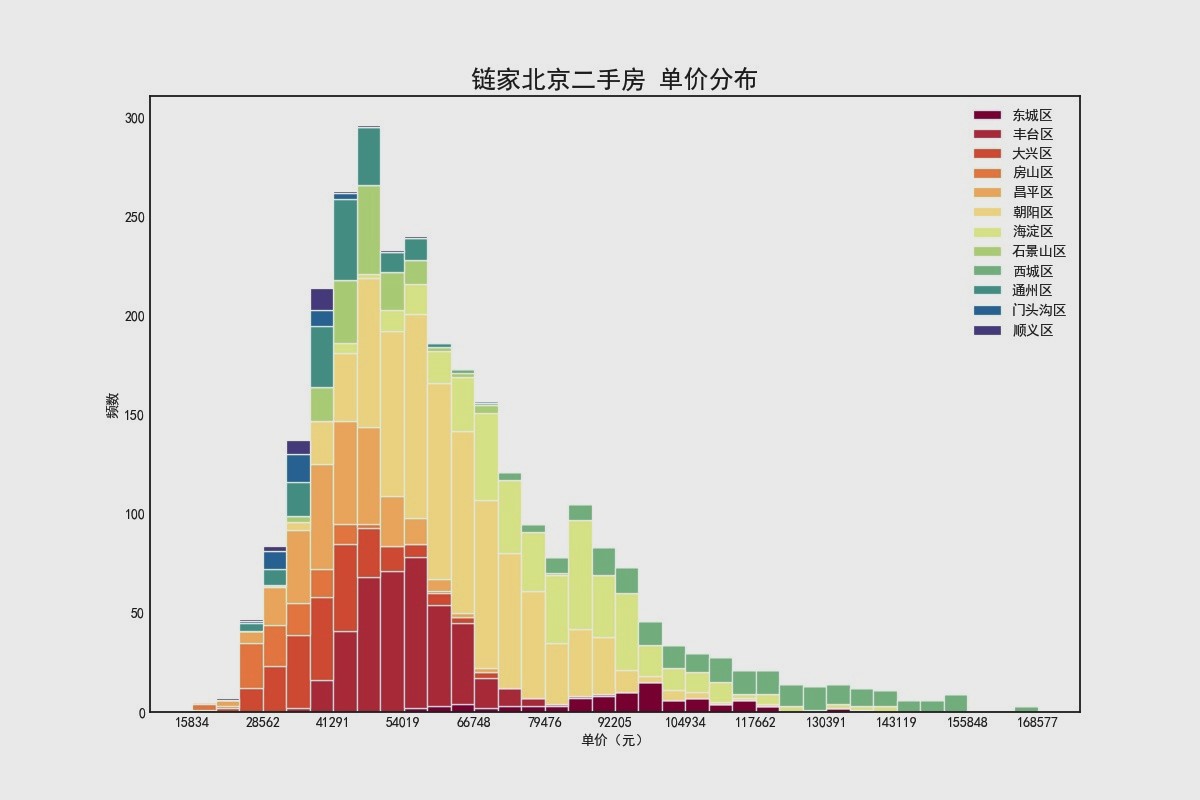 链家北京二手房 单价分布
300
250
200
150
100
50
0
频数
东城区
丰台区
大兴区
房山区
昌平区
朝阳区
海淀区
石景山区
西城区
通州区
门头沟区
顺义区
15834 28562 41291 54019 66748 79476 92205 104934 117662 130391 143119 155848 168577
单价（元）